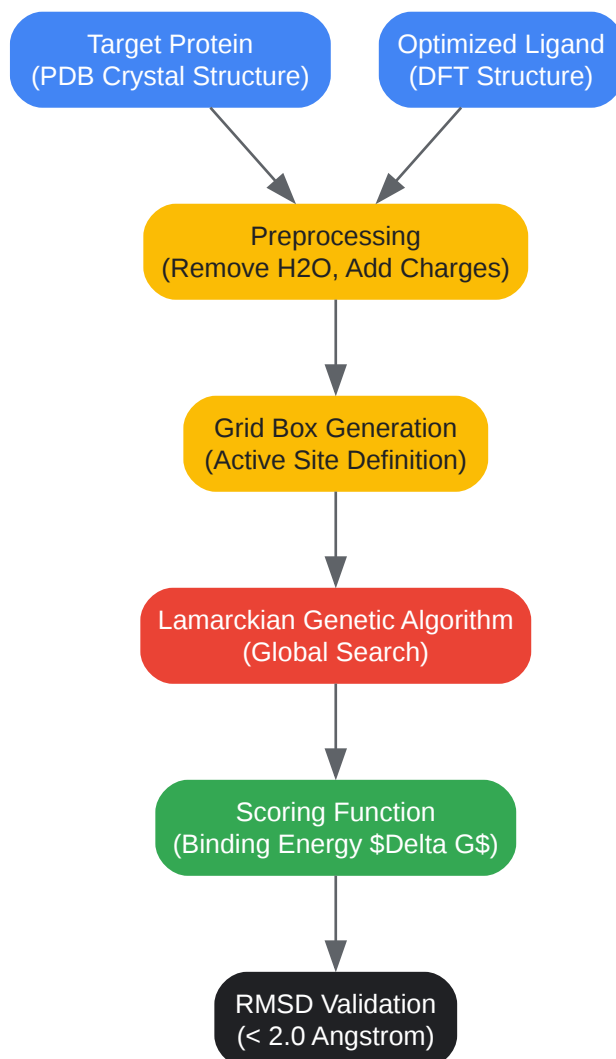 Target Protein
(PDB Crystal Structure)
Optimized Ligand
(DFT Structure)
Preprocessing
(Remove H2O, Add Charges)
Grid Box Generation
(Active Site Definition)
Lamarckian Genetic Algorithm
(Global Search)
Scoring Function
(Binding Energy $Delta G$)
RMSD Validation
(< 2.0 Angstrom)